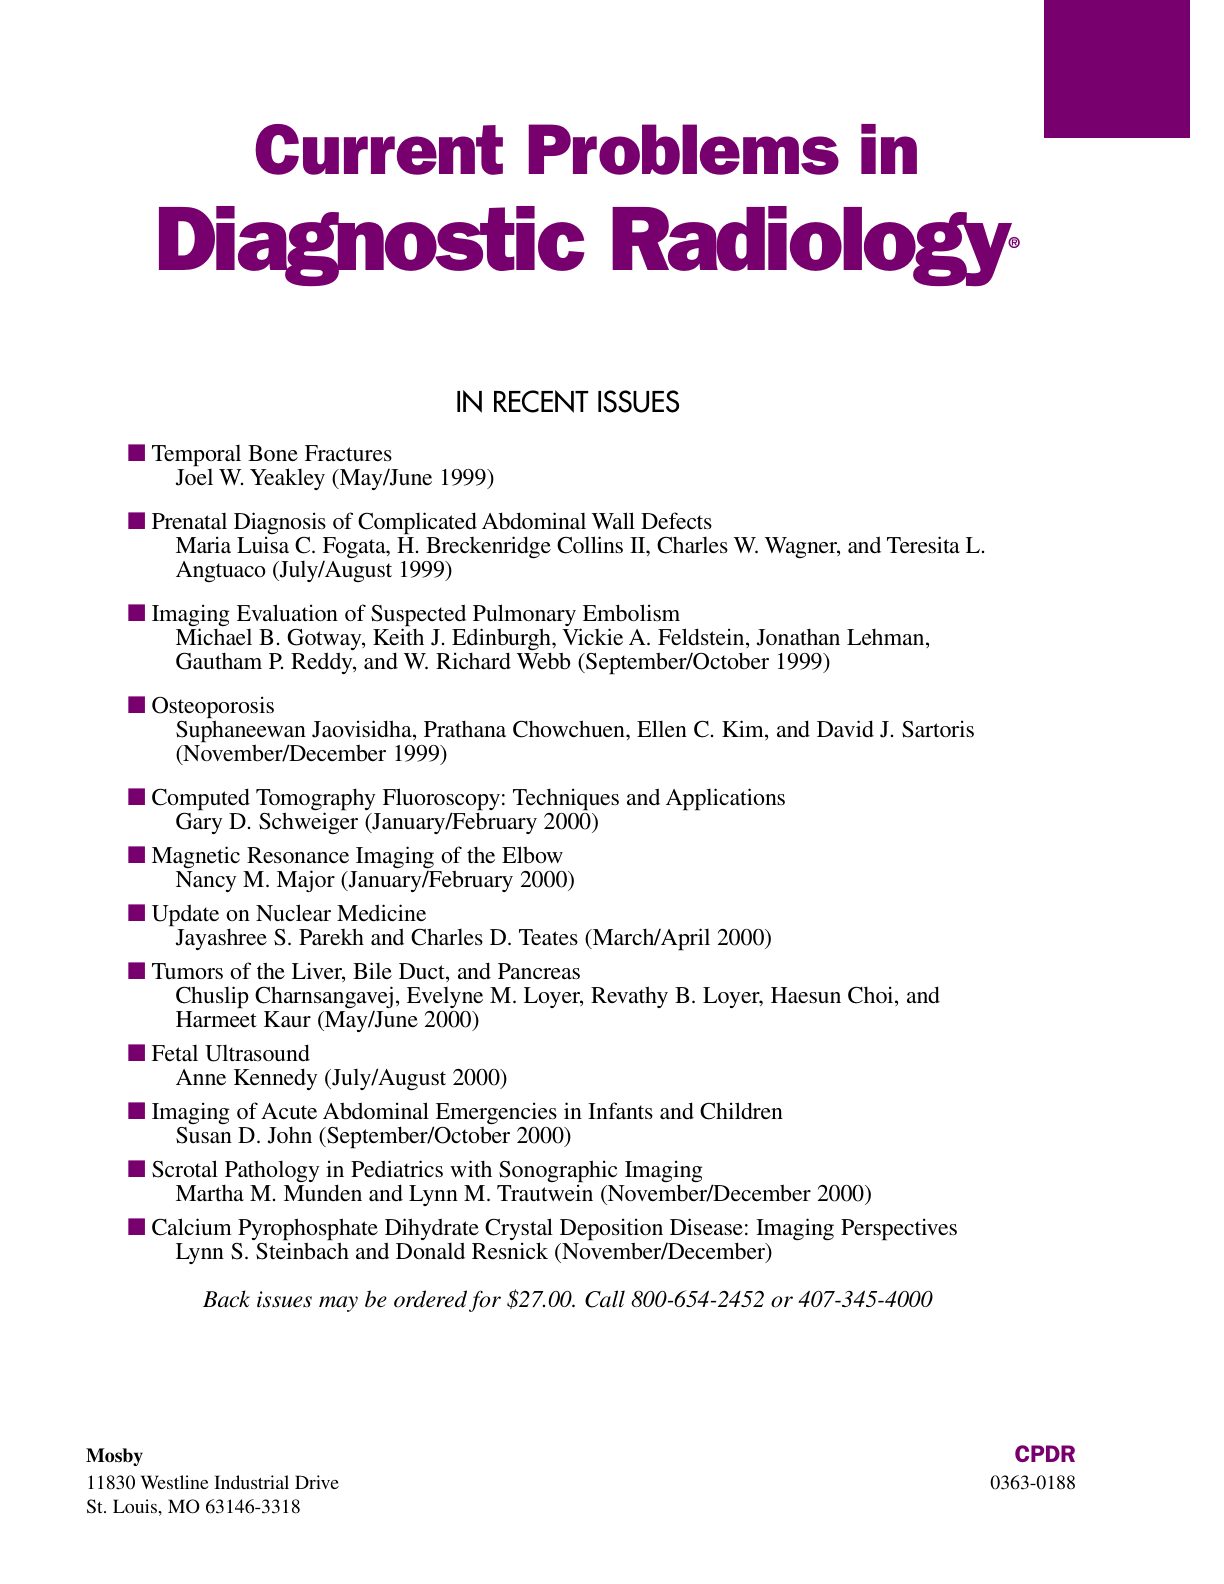 Current Problems in
Diagnostic Radiology®
IN RECENT ISSUES
■ Temporal Bone Fractures
Joel W. Yeakley (May/June 1999)
■ Prenatal Diagnosis of Complicated Abdominal Wall Defects
Maria Luisa C. Fogata, H. Breckenridge Collins II, Charles W. Wagner, and Teresita L.
Angtuaco (July/August 1999)
■ Imaging Evaluation of Suspected Pulmonary Embolism
Michael B. Gotway, Keith J. Edinburgh, Vickie A. Feldstein, Jonathan Lehman,
Gautham P. Reddy, and W. Richard Webb (September/October 1999)
■ Osteoporosis
Suphaneewan Jaovisidha, Prathana Chowchuen, Ellen C. Kim, and David J. Sartoris
(November/December 1999)
■ Computed Tomography Fluoroscopy: Techniques and Applications
Gary D. Schweiger (January/February 2000)
■ Magnetic Resonance Imaging of the Elbow
Nancy M. Major (January/February 2000)
■ Update on Nuclear Medicine
Jayashree S. Parekh and Charles D. Teates (March/April 2000)
■ Tumors of the Liver, Bile Duct, and Pancreas
Chuslip Charnsangavej, Evelyne M. Loyer, Revathy B. Loyer, Haesun Choi, and
Harmeet Kaur (May/June 2000)
■ Fetal Ultrasound
Anne Kennedy (July/August 2000)
■ Imaging of Acute Abdominal Emergencies in Infants and Children
Susan D. John (September/October 2000)
■ Scrotal Pathology in Pediatrics with Sonographic Imaging
Martha M. Munden and Lynn M. Trautwein (November/December 2000)
■ Calcium Pyrophosphate Dihydrate Crystal Deposition Disease: Imaging Perspectives
Lynn S. Steinbach and Donald Resnick (November/December)
Back issues may be ordered for $27.00. Call 800-654-2452 or 407-345-4000
Mosby
11830 Westline Industrial Drive
St. Louis, MO 63146-3318
CPDR
0363-0188